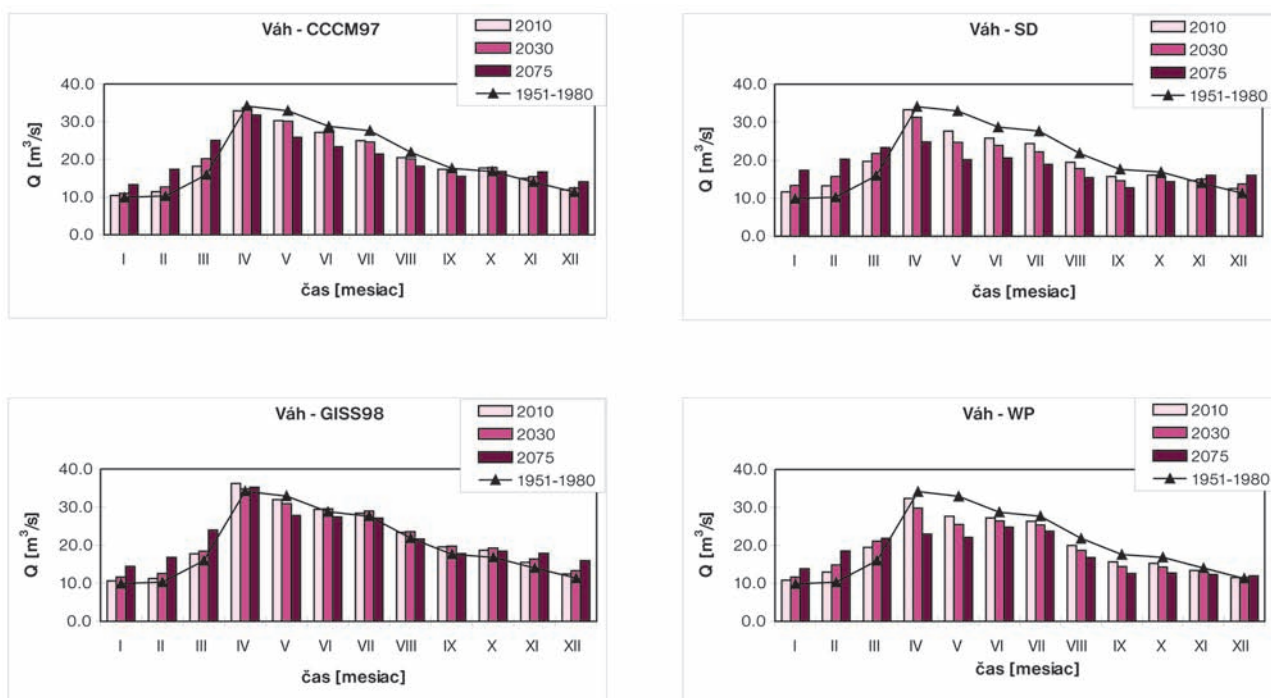 Váh - CCCM97
2010
2030
2075
1951-1980
Q [m³/s]
40.0
30.0
20.0
10.0
0.0
I II III IV V VI VII VIII IX X XI XII
čas [mesiac]
Váh - SD
2010
2030
2075
1951-1980
Q [m³/s]
40.0
30.0
20.0
10.0
0.0
I II III IV V VI VII VIII IX X XI XII
čas [mesiac]
Váh - GISS98
2010
2030
2075
1951-1980
Q [m³/s]
40.0
30.0
20.0
10.0
0.0
I II III IV V VI VII VIII IX X XI XII
čas [mesiac]
Váh - WP
2010
2030
2075
1951-1980
Q [m³/s]
40.0
30.0
20.0
10.0
0.0
I II III IV V VI VII VIII IX X XI XII
čas [mesiac]